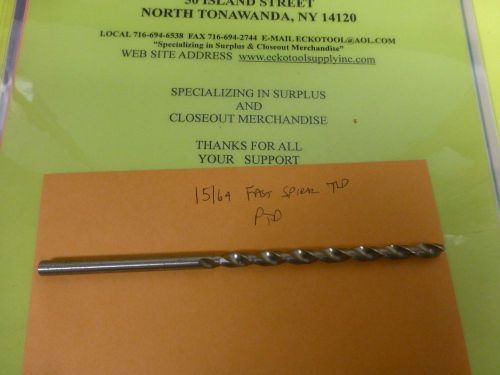 50 ISLAND STREET
NORTH TONAWANDA, NY 14120
LOCAL 716-694-6538 FAX 716-694-2744 E-MAIL ECKOTOOL@AOL.COM
"Specializing in Surplus & Closeout Merchandise"
WEB SITE ADDRESS www.eckotoolsupplyinc.com
SPECIALIZING IN SURPLUS
AND
CLOSEOUT MERCHANDISE
THANKS FOR ALL
YOUR SUPPORT
15/64 FAST SPIRAL TLD
PTD